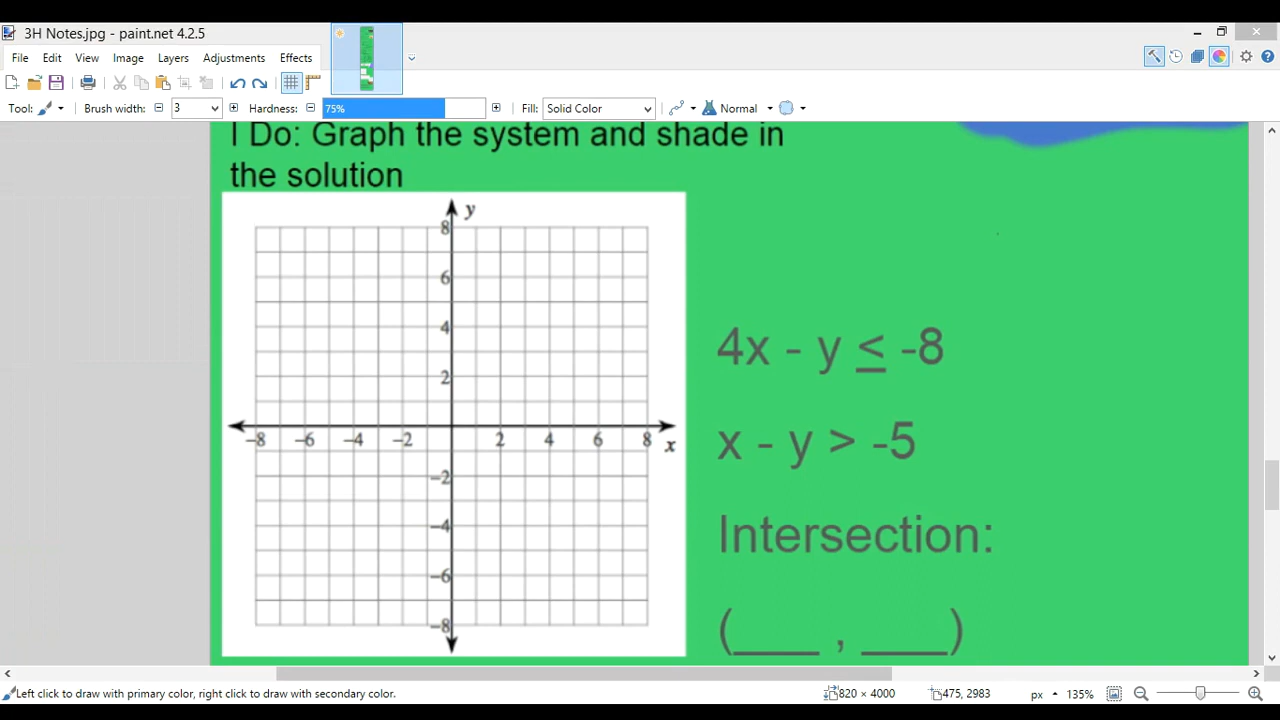 3H Notes.jpg - paint.net 4.2.5
File Edit View Image Layers Adjustments Effects
Tool: Brush width: 3 Hardness: 75% Fill: Solid Color Normal
I Do: Graph the system and shade in
the solution
y
8
6
4
2
-8 -6 -4 -2 2 4 6 8 x
-2
-4
-6
-8
4x - y ≤ -8
x - y > -5
Intersection:
(___ , ___)
Left click to draw with primary color, right click to draw with secondary color. 820 × 4000 475, 2983 px 135%